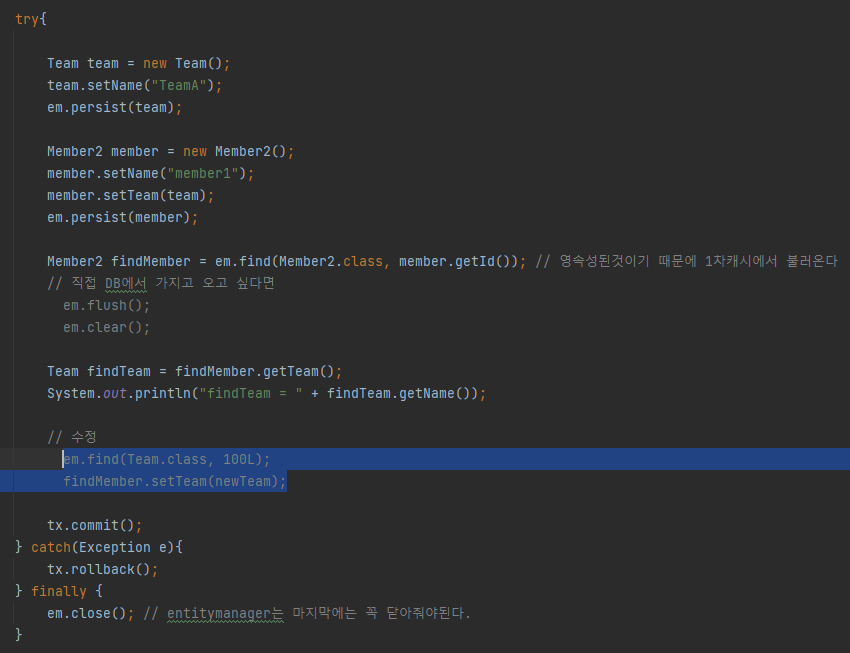 try{
Team team = new Team();
team.setName("TeamA");
em.persist(team);
Member2 member = new Member2();
member.setName("member1");
member.setTeam(team);
em.persist(member);
Member2 findMember = em.find(Member2.class, member.getId()); // 영속성된것이기 때문에 1차캐시에서 불러온다
// 직접 DB에서 가지고 오고 싶다면
em.flush();
em.clear();
Team findTeam = findMember.getTeam();
System.out.println("findTeam = " + findTeam.getName());
// 수정
em.find(Team.class, 100L);
findMember.setTeam(newTeam);
tx.commit();
} catch(Exception e){
tx.rollback();
} finally {
em.close(); // entitymanager는 마지막에는 꼭 닫아줘야된다.
}